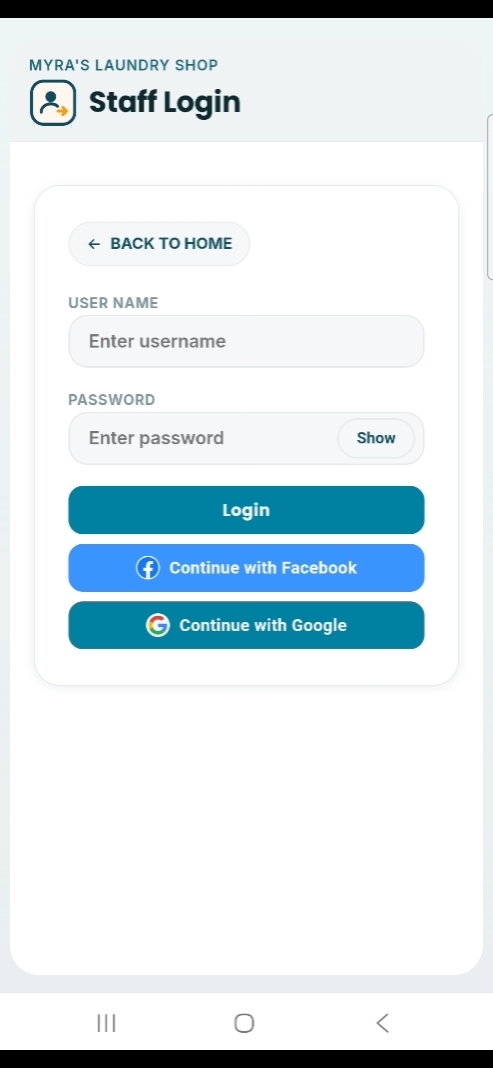 MYRA'S LAUNDRY SHOP
Staff Login
← BACK TO HOME
USER NAME
Enter username
PASSWORD
Enter password
Show
Login
Continue with Facebook
Continue with Google